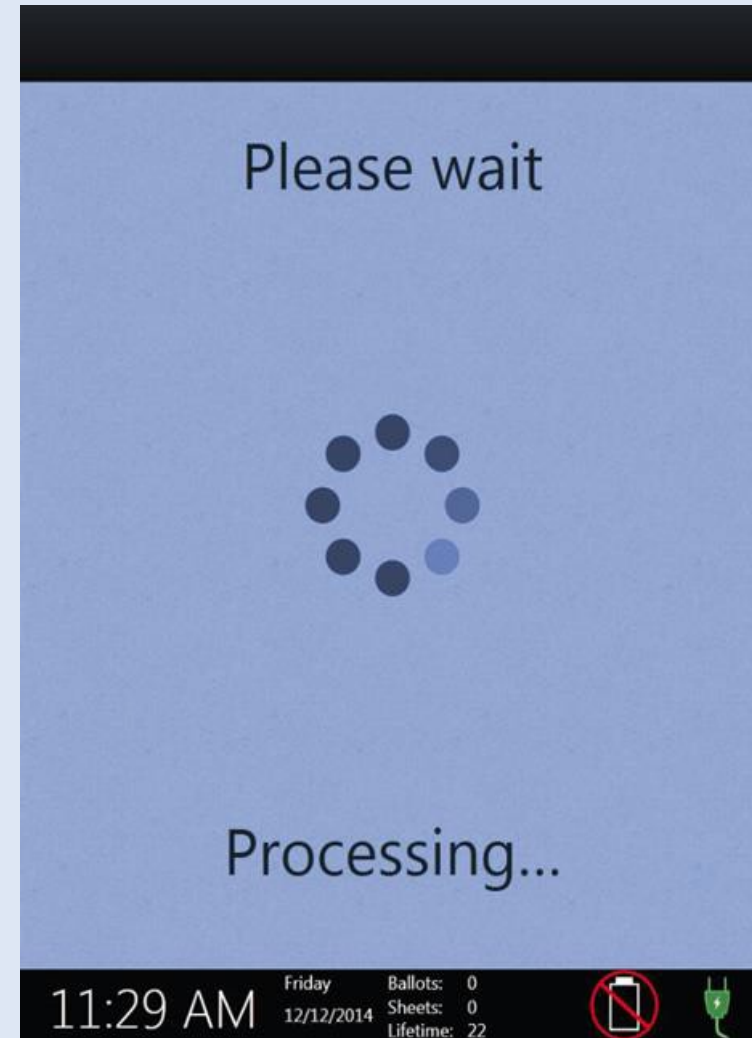 Please wait
Processing...
11:29 AM
Friday
12/12/2014
Ballots: 0
Sheets: 0
Lifetime: 22